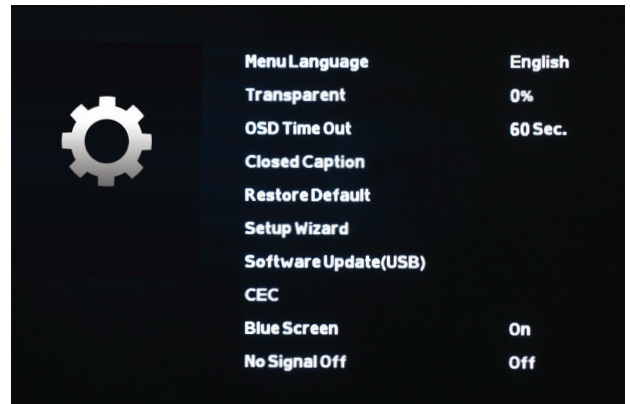 Menu Language English
Transparent 0%
OSD Time Out 60 Sec.
Closed Caption
Restore Default
Setup Wizard
Software Update(USB)
CEC
Blue Screen On
No Signal Off Off